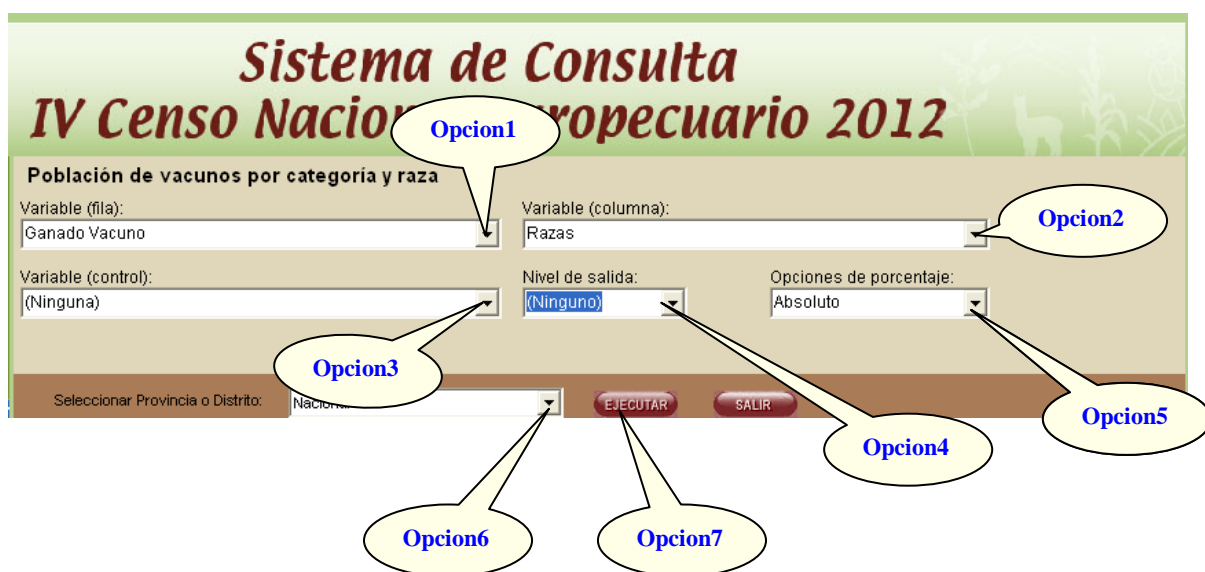 Sistema de Consulta
IV Censo Nacio ropecuario 2012
Opcion1
Población de vacunos por categoría y raza
Variable (fila):
Variable (columna):
Ganado Vacuno
Razas
Opcion2
Variable (control):
Nivel de salida:
Opciones de porcentaje:
(Ninguna)
(Ninguno)
Absoluto
Opcion3
Seleccionar Provincia o Distrito:
EJECUTAR
SALIR
Opcion5
Opcion4
Opcion6
Opcion7